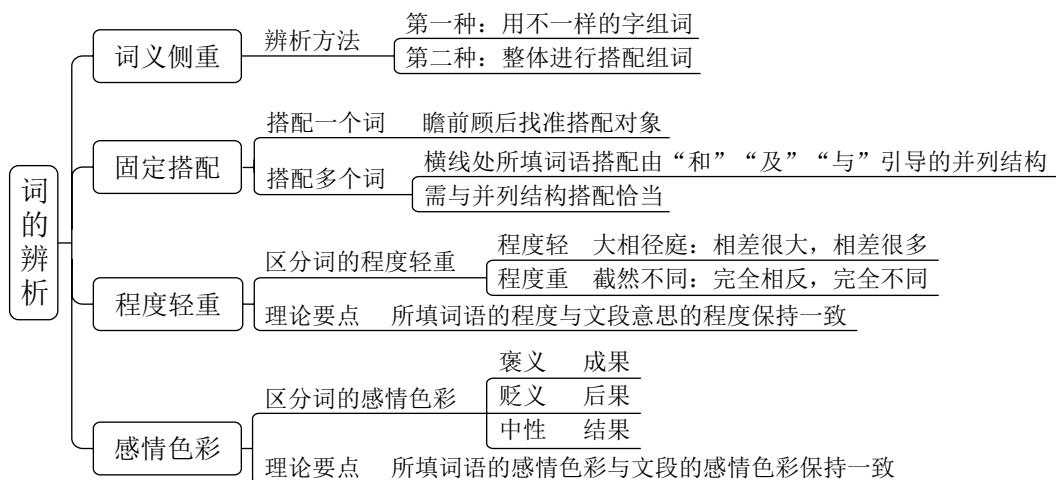 词的辨析
词义侧重
辨析方法
第一种：用不一样的字组词
第二种：整体进行搭配组词
固定搭配
搭配一个词 瞻前顾后找准搭配对象
搭配多个词
横线处所填词语搭配由“和”“及”“与”引导的并列结构
需与并列结构搭配恰当
程度轻重
区分词的程度轻重
程度轻 大相径庭：相差很大，相差很多
程度重 截然不同：完全相反，完全不同
理论要点 所填词语的程度与文段意思的程度保持一致
感情色彩
区分词的感情色彩
褒义 成果
贬义 后果
中性 结果
理论要点 所填词语的感情色彩与文段的感情色彩保持一致